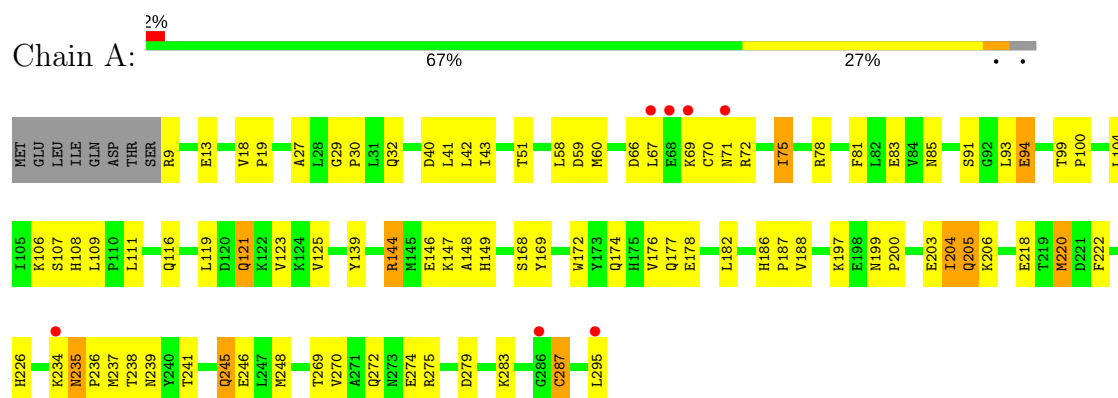 2%
Chain A:
67% 27% • •
MET GLU LEU ILE GLN ASP THR SER R9 E13 V18 P19 A27 L28 G29 P30 L31 Q32 D40 L41 L42 I43 T51 L58 D59 M60 D66 L67 E68 K69 C70 N71 R72 I75 R78 F81 L82 E83 V84 N85 S91 G92 L93 E94 T99 P100 L104
I105 K106 S107 H108 L109 P110 L111 Q116 L119 D120 Q121 K122 V123 K124 V125 Y139 R144 M145 E146 K147 A148 H149 S168 Y169 W172 Y173 Q174 H175 V176 Q177 E178 L182 H186 P187 V188 K197 E198 N199 P200 E203 I204 Q205 K206 E218 T219 M220 D221 F222
H226 K234 N235 P236 M237 T238 N239 Y240 T241 Q245 E246 L247 M248 T269 V270 A271 Q272 N273 E274 R275 D279 K283 G286 C287 L295